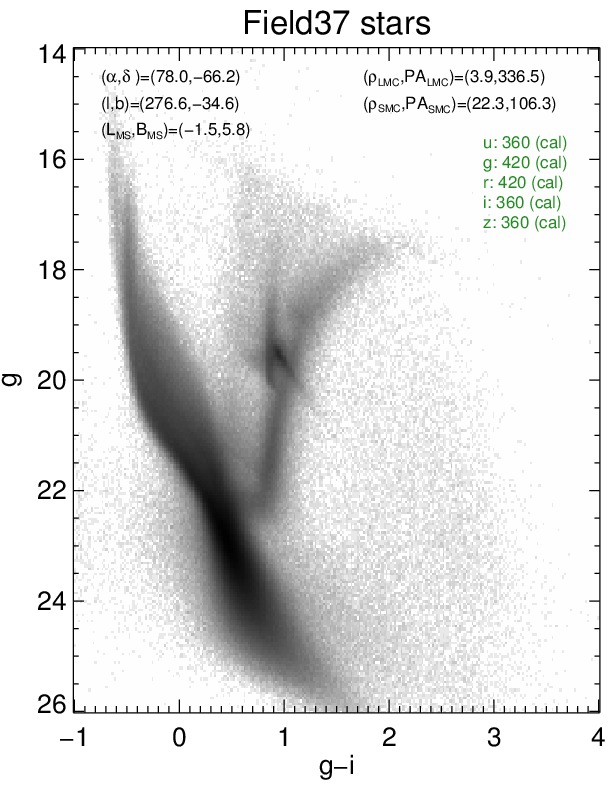 Field37 stars
14
(α,δ )=(78.0,−66.2) (ρLMC,PALMC)=(3.9,336.5)
(l,b)=(276.6,−34.6) (ρSMC,PASMC)=(22.3,106.3)
(LMS,BMS)=(−1.5,5.8)
u: 360 (cal)
16
g: 420 (cal)
r: 420 (cal)
i: 360 (cal)
z: 360 (cal)
18
20
g
22
24
26
−1 0 1 2 3 4
g−i